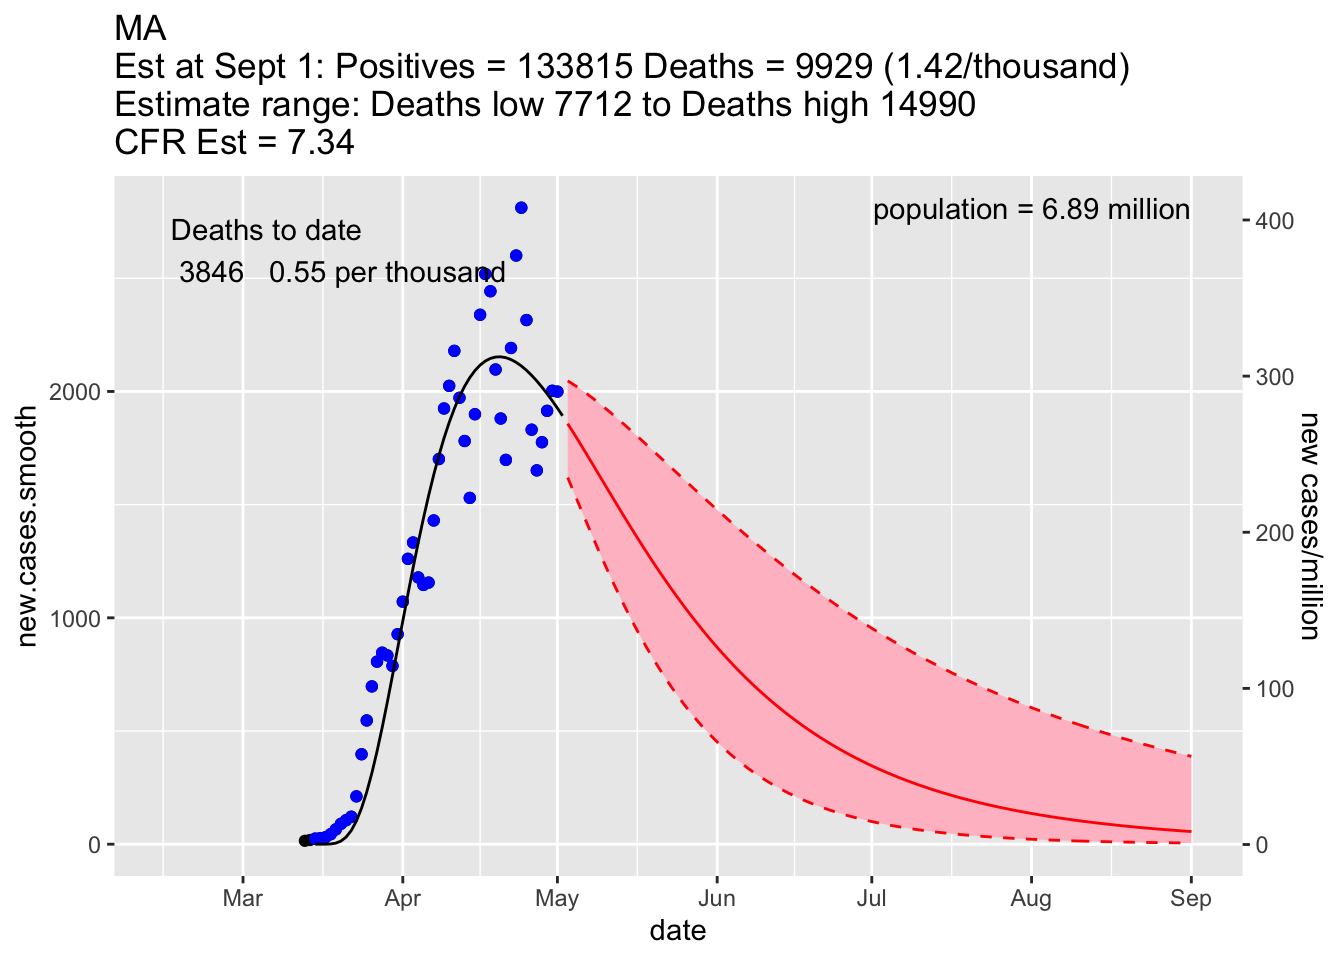 MA
Est at Sept 1: Positives = 133815 Deaths = 9929 (1.42/thousand)
Estimate range: Deaths low 7712 to Deaths high 14990
CFR Est = 7.34
Deaths to date
3846 0.55 per thousand
population = 6.89 million
new.cases.smooth
2000
1000
0
400
300
200
100
0
new cases/million
Mar Apr May Jun Jul Aug Sep
date